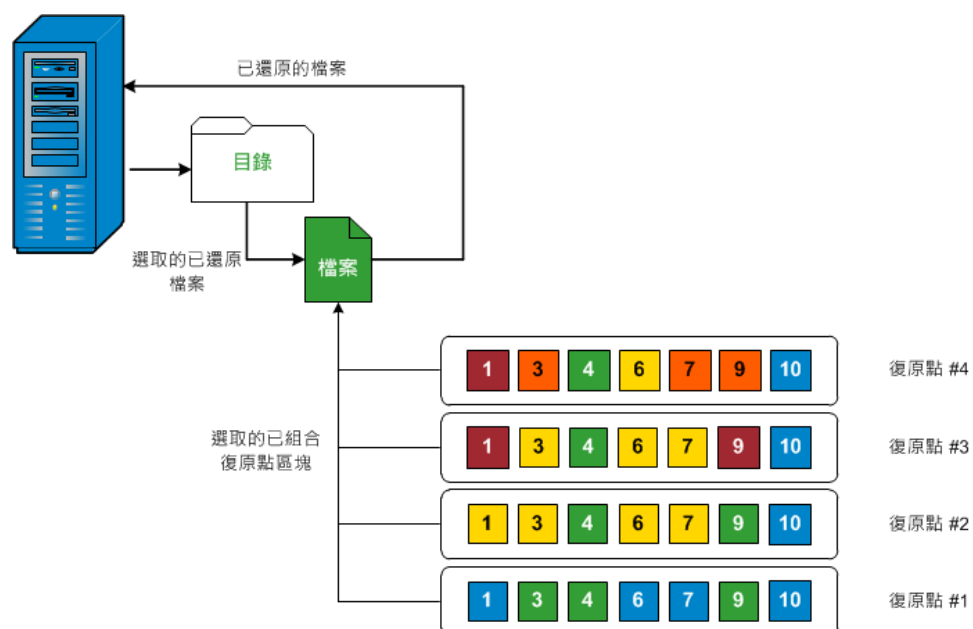 已還原的檔案
目錄
選取的已還原
檔案
檔案
1 3 4 6 7 9 10
復原點 #4
選取的已組合
復原點區塊
1 3 4 6 7 9 10
復原點 #3
1 3 4 6 7 9 10
復原點 #2
1 3 4 6 7 9 10
復原點 #1